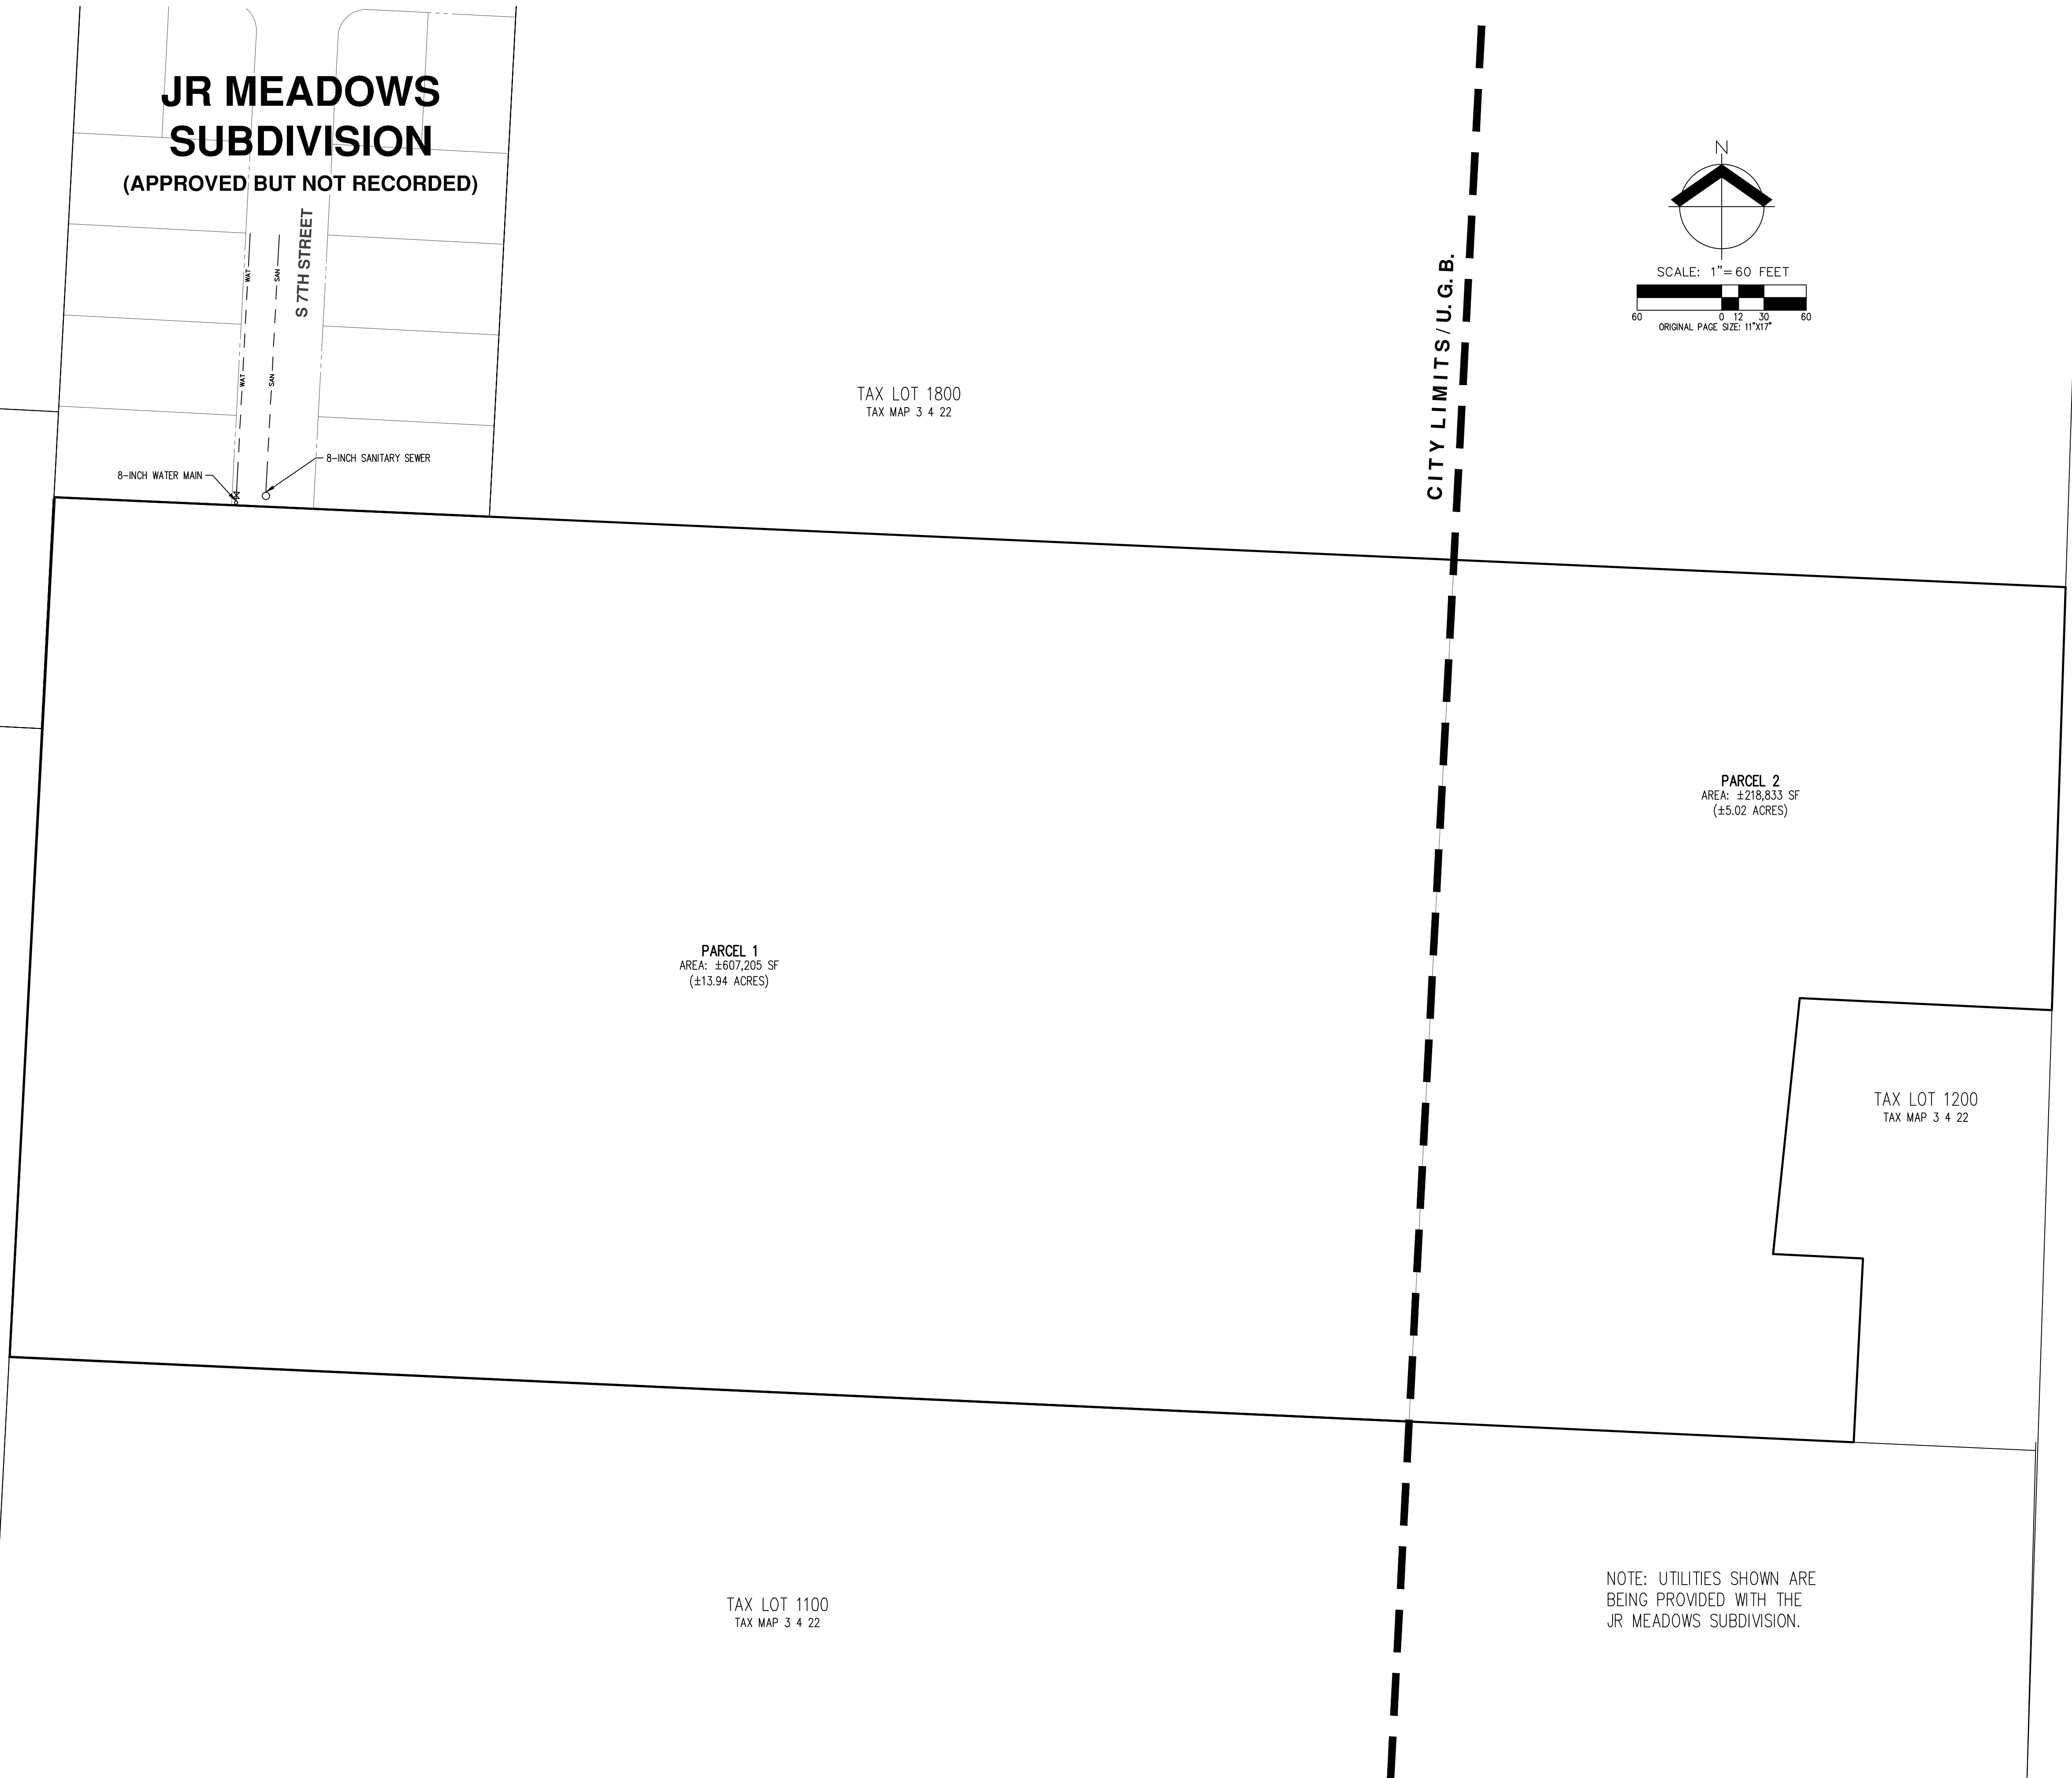 JR MEADOWS
SUBDIVISION
(APPROVED BUT NOT RECORDED)
S 7TH STREET
WAT
SAN
WAT
SAN
8-INCH WATER MAIN
8-INCH SANITARY SEWER
TAX LOT 1800
TAX MAP 3 4 22
CITY LIMITS / U. G. B.
N
SCALE: 1"=60 FEET
60 0 12 30 60
ORIGINAL PAGE SIZE: 11"X17"
PARCEL 2
AREA: ±218,833 SF
(±5.02 ACRES)
PARCEL 1
AREA: ±607,205 SF
(±13.94 ACRES)
TAX LOT 1200
TAX MAP 3 4 22
TAX LOT 1100
TAX MAP 3 4 22
NOTE: UTILITIES SHOWN ARE
BEING PROVIDED WITH THE
JR MEADOWS SUBDIVISION.